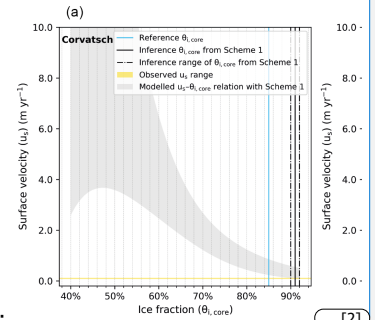 (a)
Corvatsch
Reference θi,core
Inference θi,core from Scheme 1
Inference range of θi,core from Scheme 1
Observed us range
Modelled us–θi,core relation with Scheme 1
Surface velocity (us) (m yr−1)
10.0
8.0
6.0
4.0
2.0
0.0
40% 50% 60% 70% 80% 90%
Ice fraction (θi,core)
Surface velocity (us) (m yr−1)
10.0
8.0
6.0
4.0
2.0
0.0
[2]